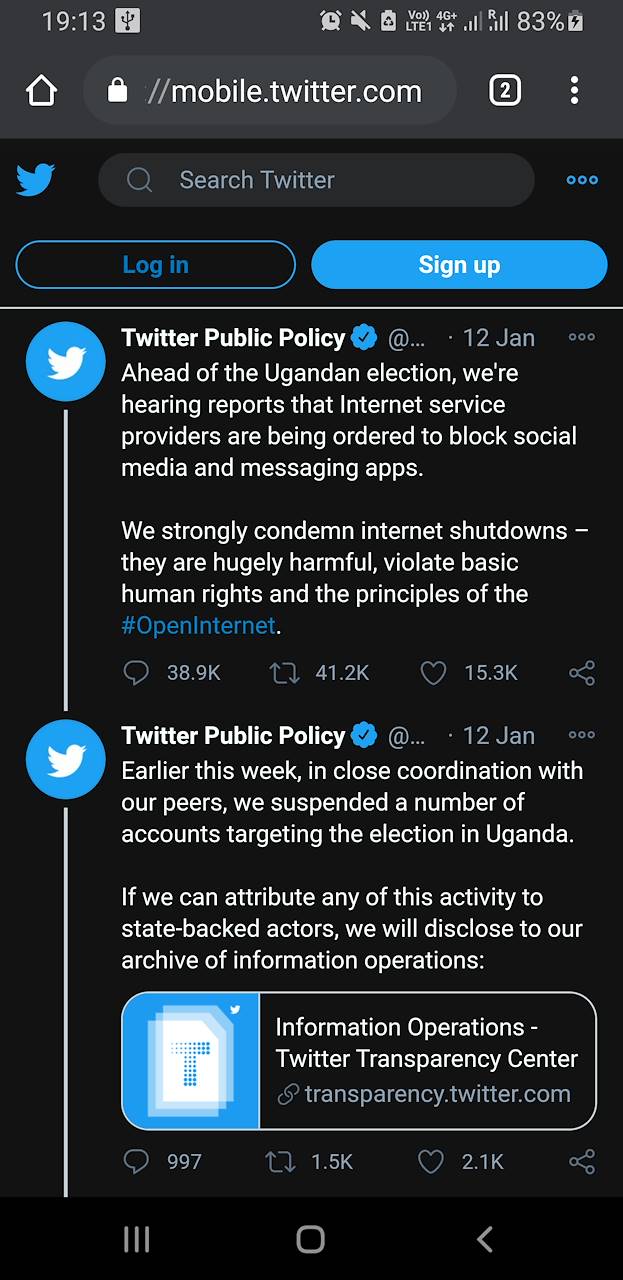 19:13 Vo) LTE1 4G+ R 83%
//mobile.twitter.com 2
Search Twitter
Log in Sign up
Twitter Public Policy @... · 12 Jan
Ahead of the Ugandan election, we're
hearing reports that Internet service
providers are being ordered to block social
media and messaging apps.
We strongly condemn internet shutdowns –
they are hugely harmful, violate basic
human rights and the principles of the
#OpenInternet.
38.9K 41.2K 15.3K
Twitter Public Policy @... · 12 Jan
Earlier this week, in close coordination with
our peers, we suspended a number of
accounts targeting the election in Uganda.
If we can attribute any of this activity to
state-backed actors, we will disclose to our
archive of information operations:
T
Information Operations -
Twitter Transparency Center
transparency.twitter.com
997 1.5K 2.1K